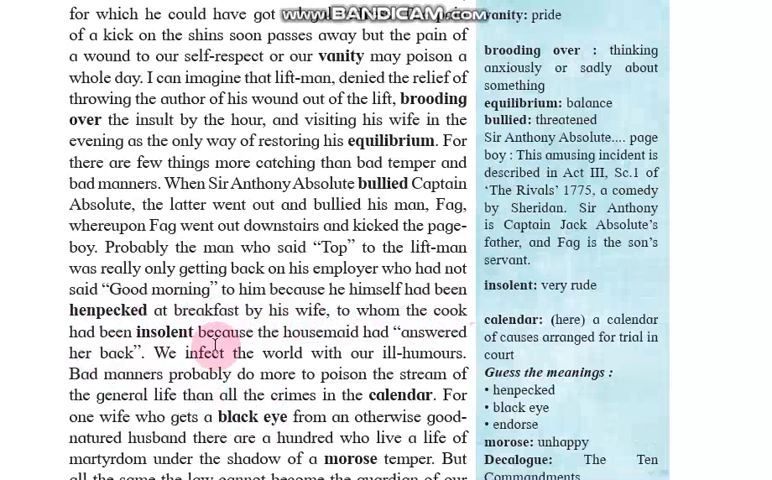 for which he could have got
WWW.BANDICAM.COM
of a kick on the shins soon passes away but the pain of
a wound to our self-respect or our vanity may poison a
whole day. I can imagine that lift-man, denied the relief of
throwing the author of his wound out of the lift, brooding
over the insult by the hour, and visiting his wife in the
evening as the only way of restoring his equilibrium. For
there are few things more catching than bad temper and
bad manners. When Sir Anthony Absolute bullied Captain
Absolute, the latter went out and bullied his man, Fag,
whereupon Fag went out downstairs and kicked the page-
boy. Probably the man who said “Top” to the lift-man
was really only getting back on his employer who had not
said “Good morning” to him because he himself had been
henpecked at breakfast by his wife, to whom the cook
had been insolent because the housemaid had “answered
her back”. We infect the world with our ill-humours.
Bad manners probably do more to poison the stream of
the general life than all the crimes in the calendar. For
one wife who gets a black eye from an otherwise good-
natured husband there are a hundred who live a life of
martyrdom under the shadow of a morose temper. But
all the same the law cannot become the guardian of our
vanity: pride
brooding over : thinking
anxiously or sadly about
something
equilibrium: balance
bullied: threatened
Sir Anthony Absolute.... page
boy : This amusing incident is
described in Act III, Sc.1 of
‘The Rivals’ 1775, a comedy
by Sheridan. Sir Anthony
is Captain Jack Absolute’s
father, and Fag is the son’s
servant.
insolent: very rude
calendar: (here) a calendar
of causes arranged for trial in
court
Guess the meanings:
• henpecked
• black eye
• endorse
morose: unhappy
Decalogue: The Ten
Commandments